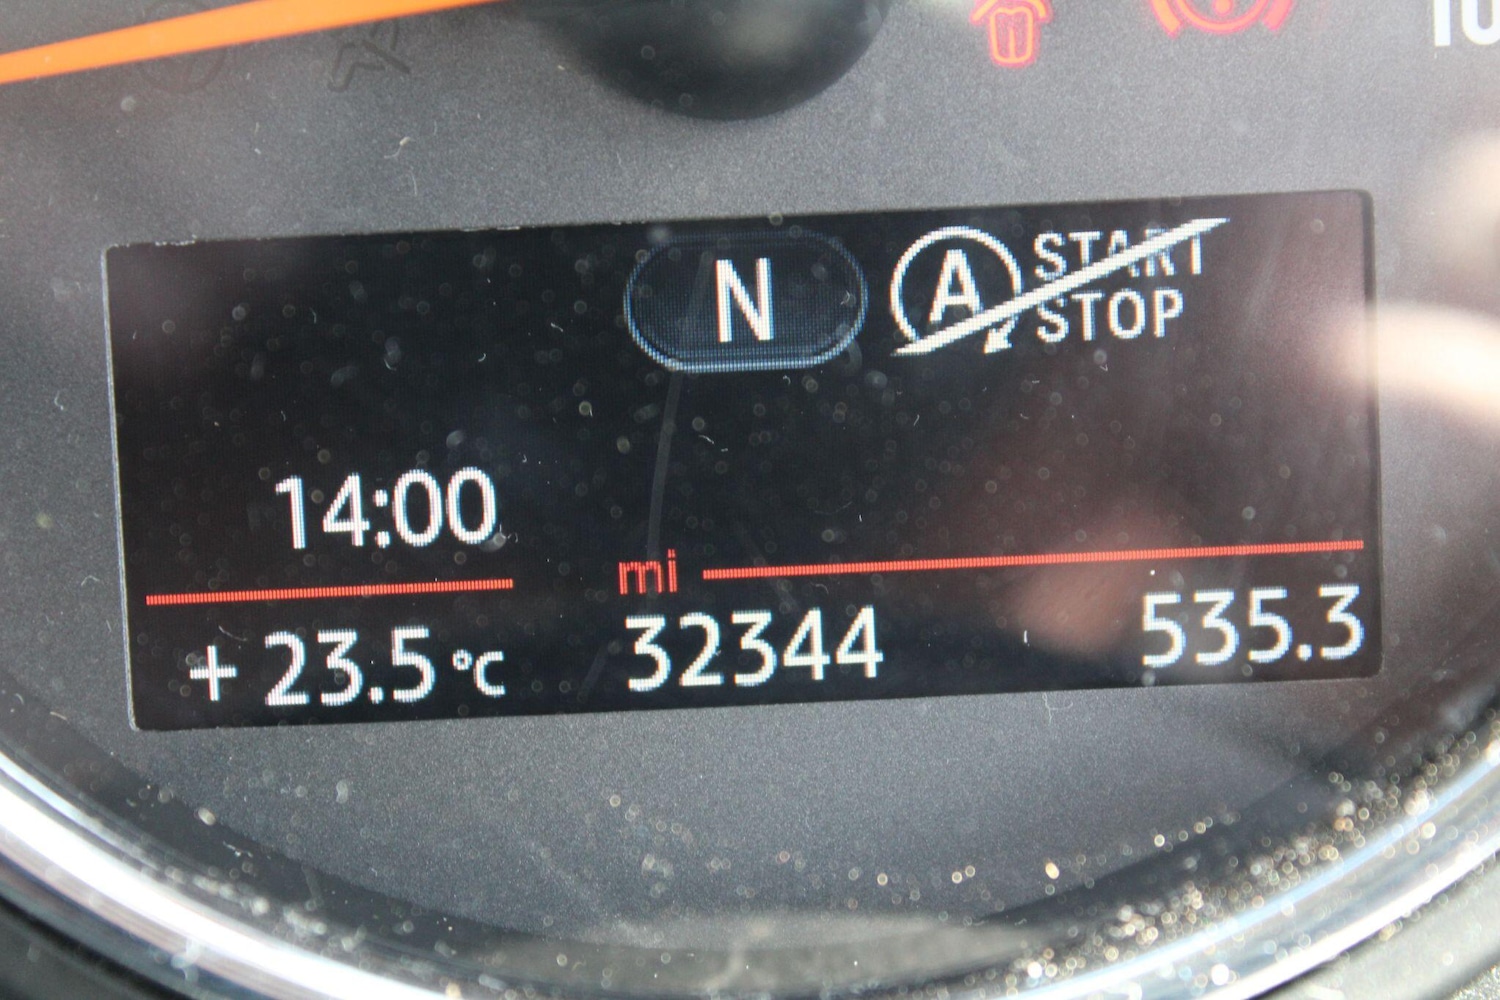 N
A START
STOP
14:00
mi
+ 23.5 °C 32344 535.3